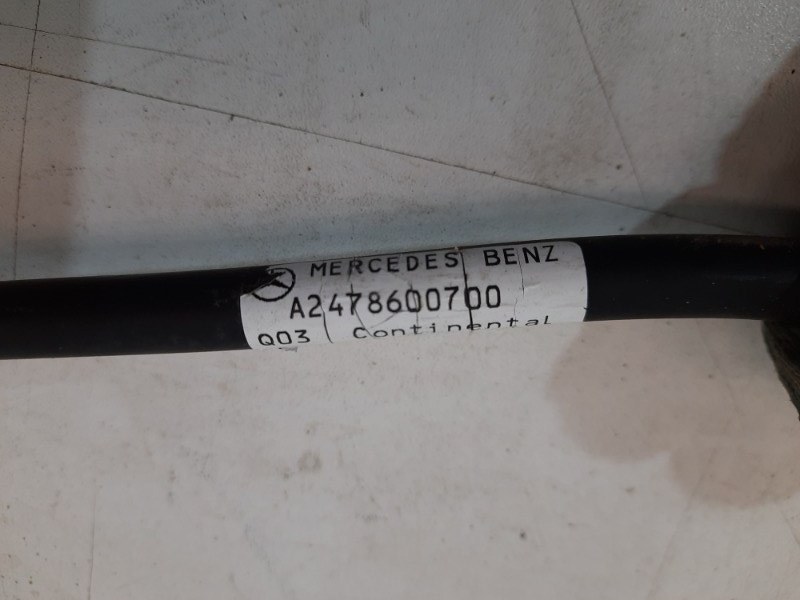 MERCEDES BENZ
A2478600700
Q03 Continental